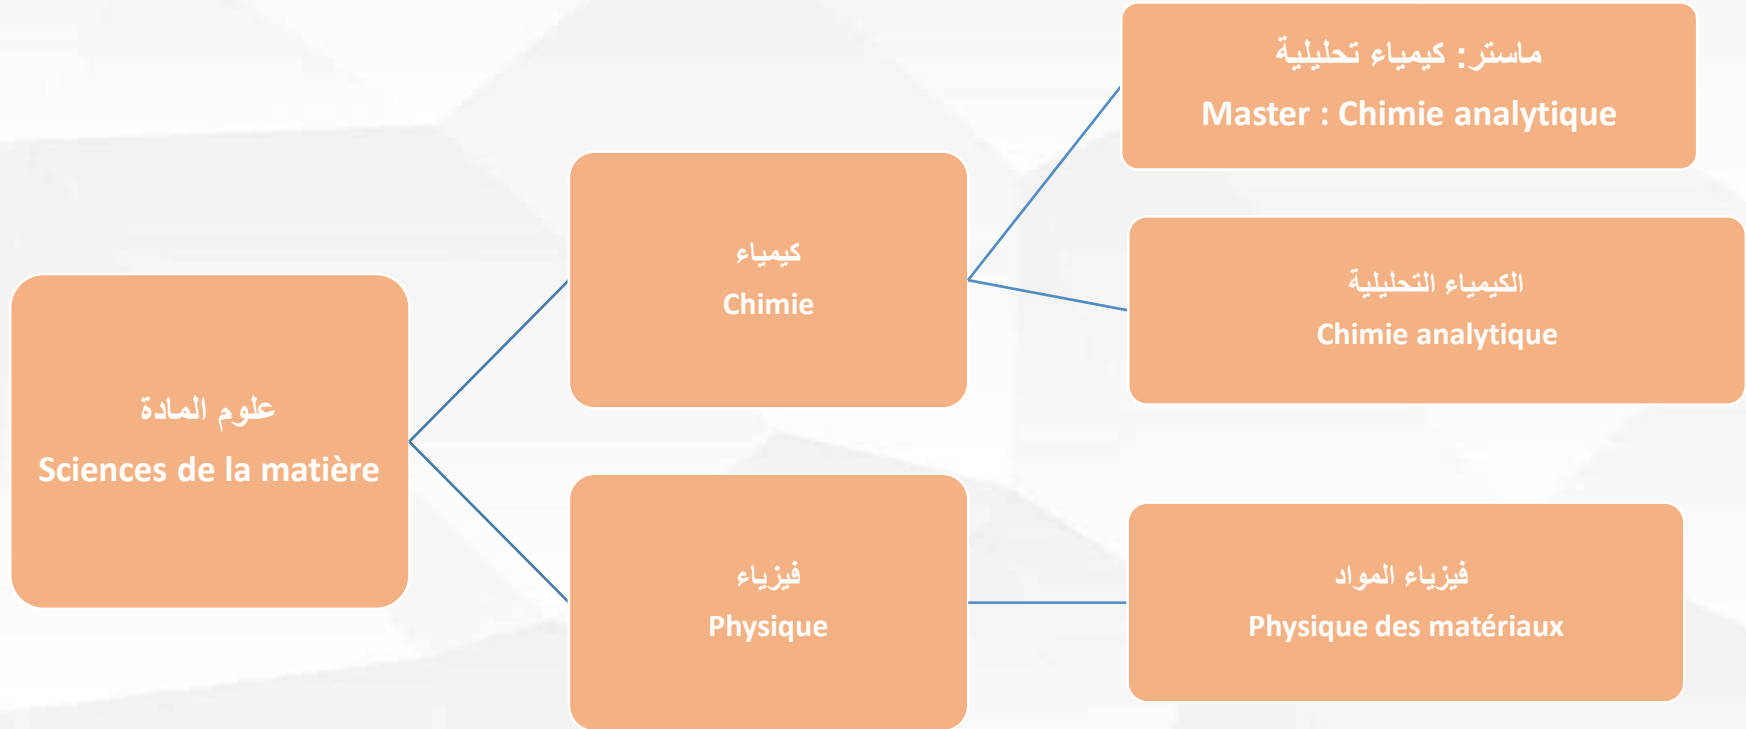 علوم المادة
Sciences de la matière
كيمياء
Chimie
ماستر: كيمياء تحليلية
Master : Chimie analytique
الكيمياء التحليلية
Chimie analytique
فيزياء
Physique
فيزياء المواد
Physique des matériaux